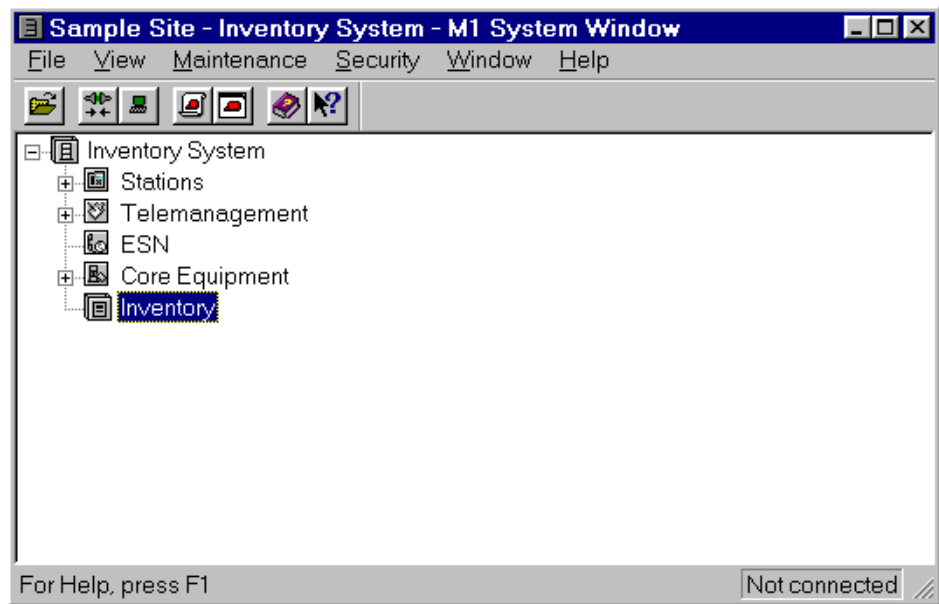 Sample Site - Inventory System - M1 System Window
File View Maintenance Security Window Help
Inventory System
Stations
Telemanagement
ESN
Core Equipment
Inventory
For Help, press F1 Not connected